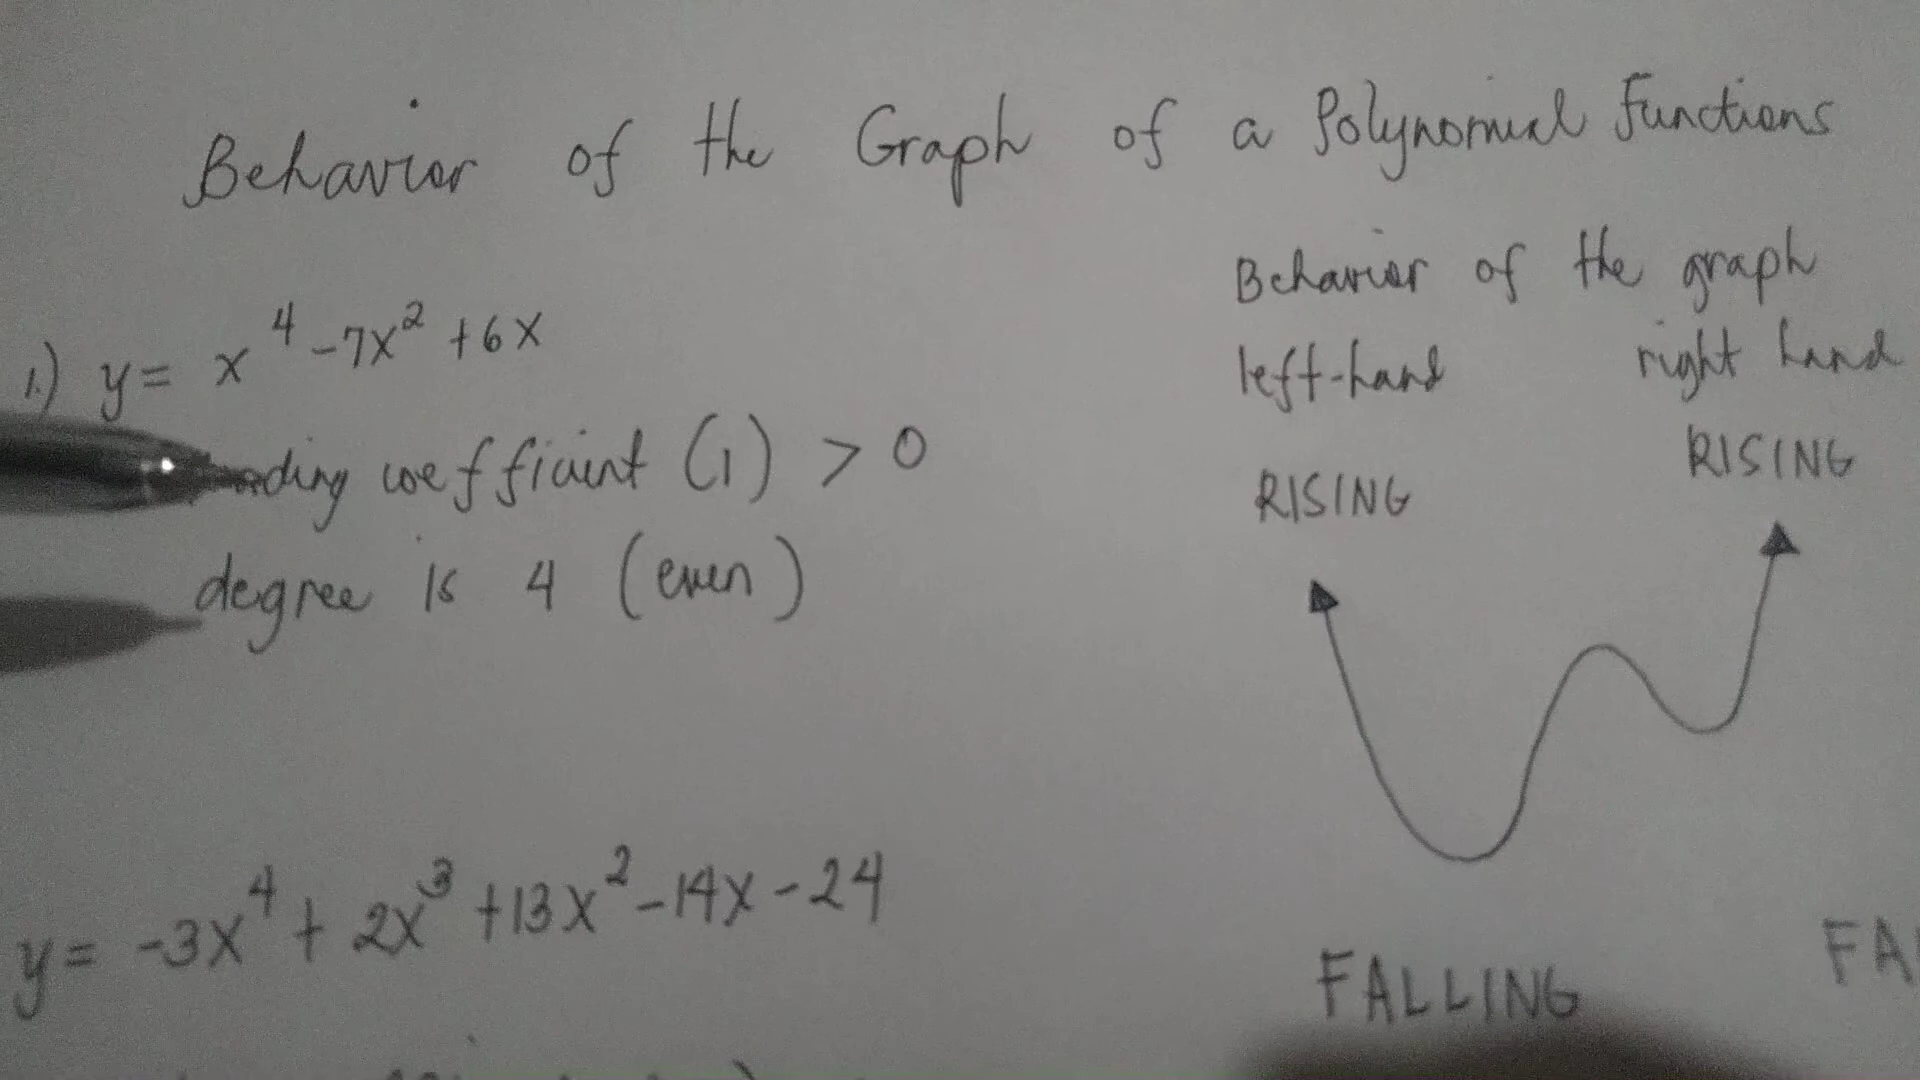 Behavior of the Graph of a Polynomial Functions
Behavior of the graph
left-hand right hand
1.) y = x⁴ - 7x² + 6x
coefficient (1) > 0
RISING RISING
degree is 4 (even)
y = -3x⁴ + 2x³ + 13x² - 14x - 24
FALLING